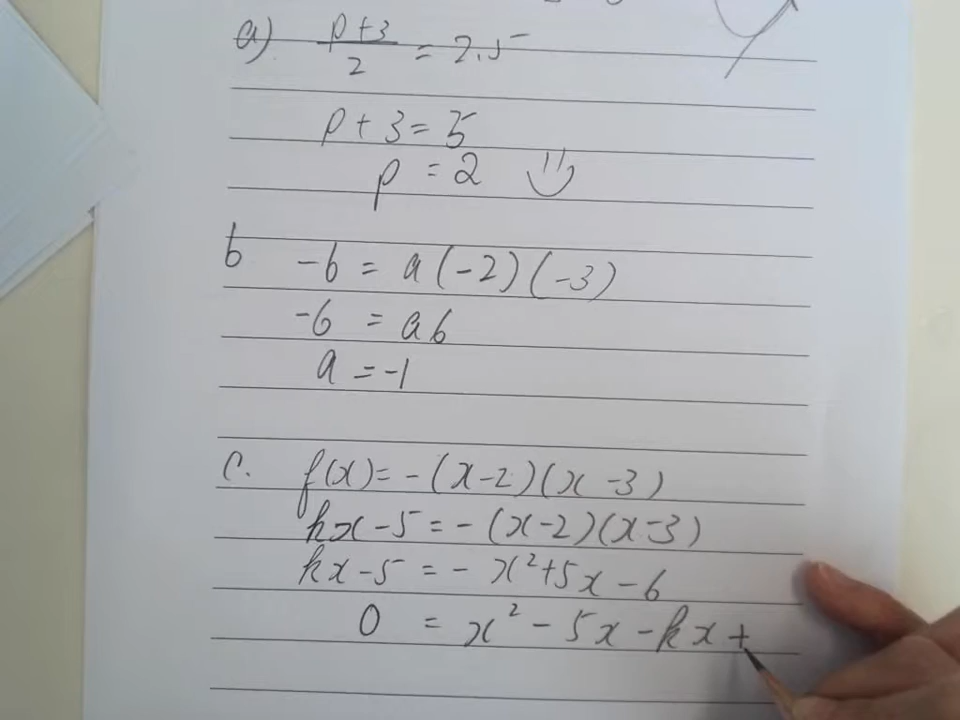 a) p+3/2 = 2.5
p + 3 = 5
p = 2
b -6 = a(-2)(-3)
-6 = a6
a = -1
c. f(x) = -(x-2)(x-3)
kx-5 = -(x-2)(x-3)
kx-5 = -x²+5x-6
0 = x² - 5x - kx +